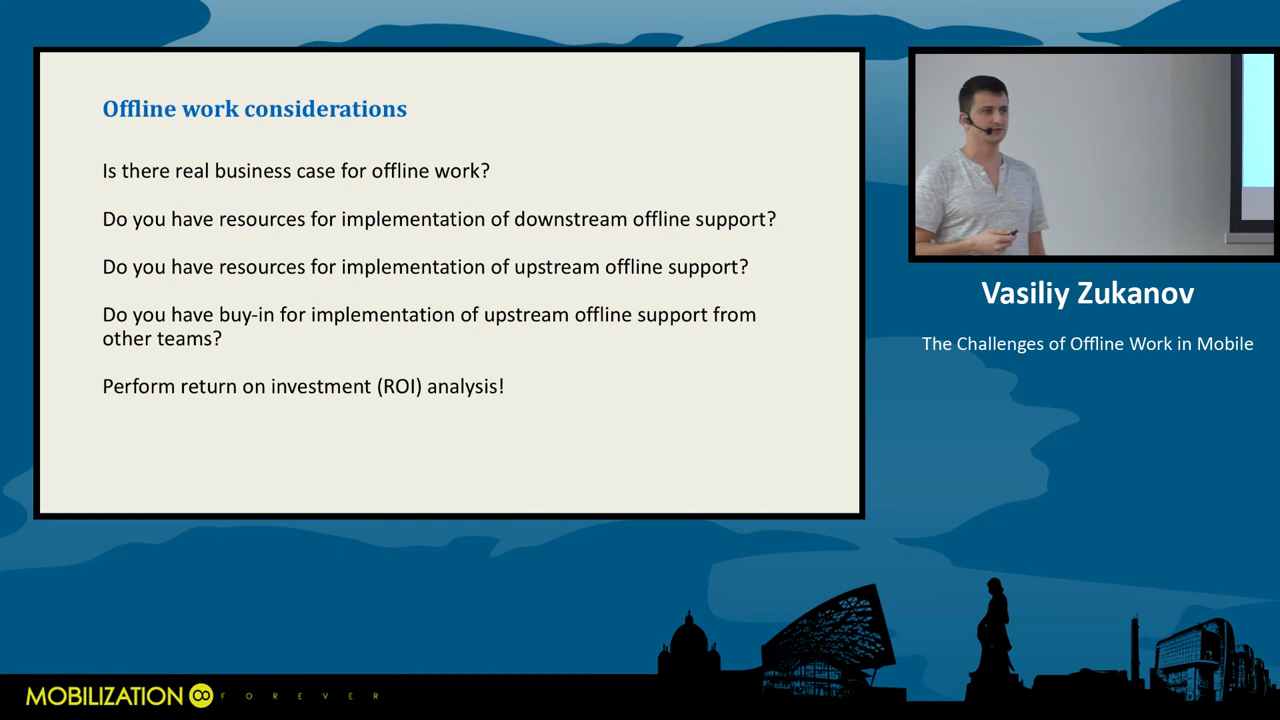 Offline work considerations
Is there real business case for offline work?
Do you have resources for implementation of downstream offline support?
Do you have resources for implementation of upstream offline support?
Do you have buy-in for implementation of upstream offline support from
other teams?
Perform return on investment (ROI) analysis!
Vasiliy Zukanov
The Challenges of Offline Work in Mobile
MOBILIZATION
FOREVER